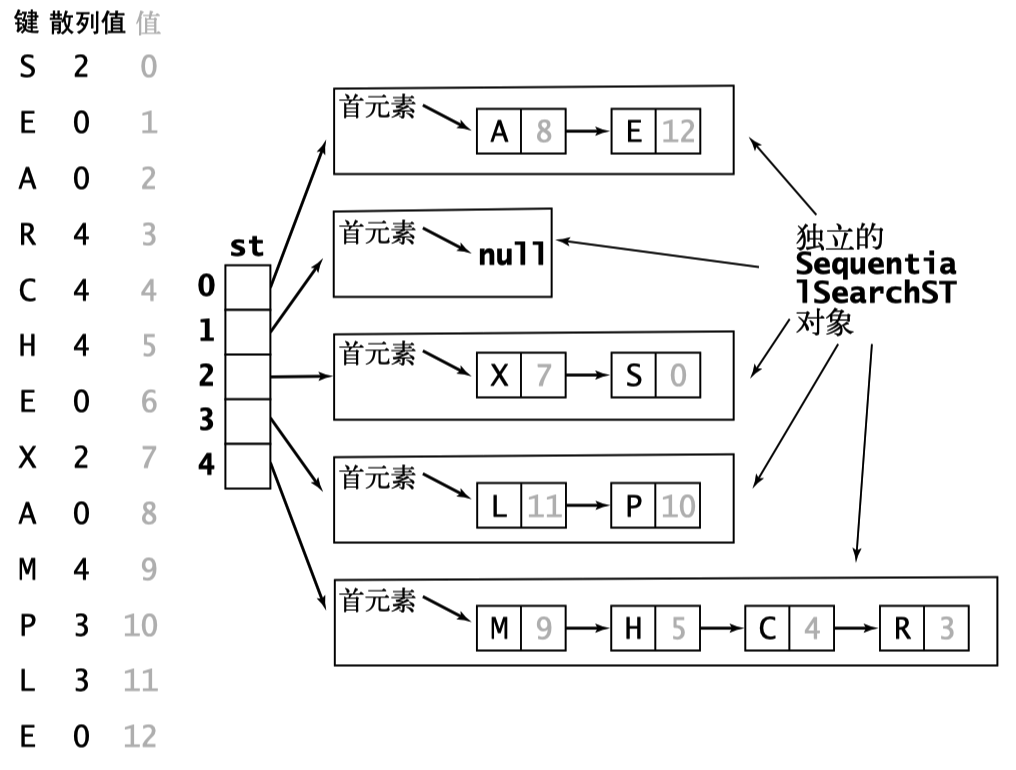 键 散列值 值
S 2 0
E 0 1
A 0 2
R 4 3
C 4 4
H 4 5
E 0 6
X 2 7
A 0 8
M 4 9
P 3 10
L 3 11
E 0 12
st
0
1
2
3
4
首元素
A 8 E 12
首元素
null
首元素
X 7 S 0
首元素
L 11 P 10
首元素
M 9 H 5 C 4 R 3
独立的
Sequentia
lSearchST
对象